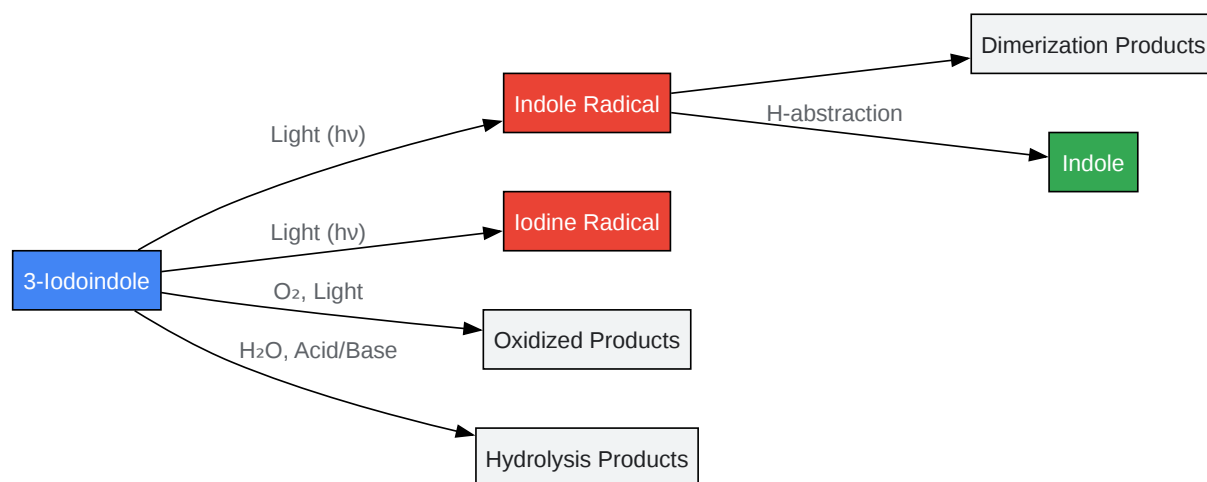 Dimerization Products
Indole Radical
H-abstraction
Light (hν)
Indole
Iodine Radical
Light (hν)
3-Iodoindole
O₂, Light
Oxidized Products
H₂O, Acid/Base
Hydrolysis Products